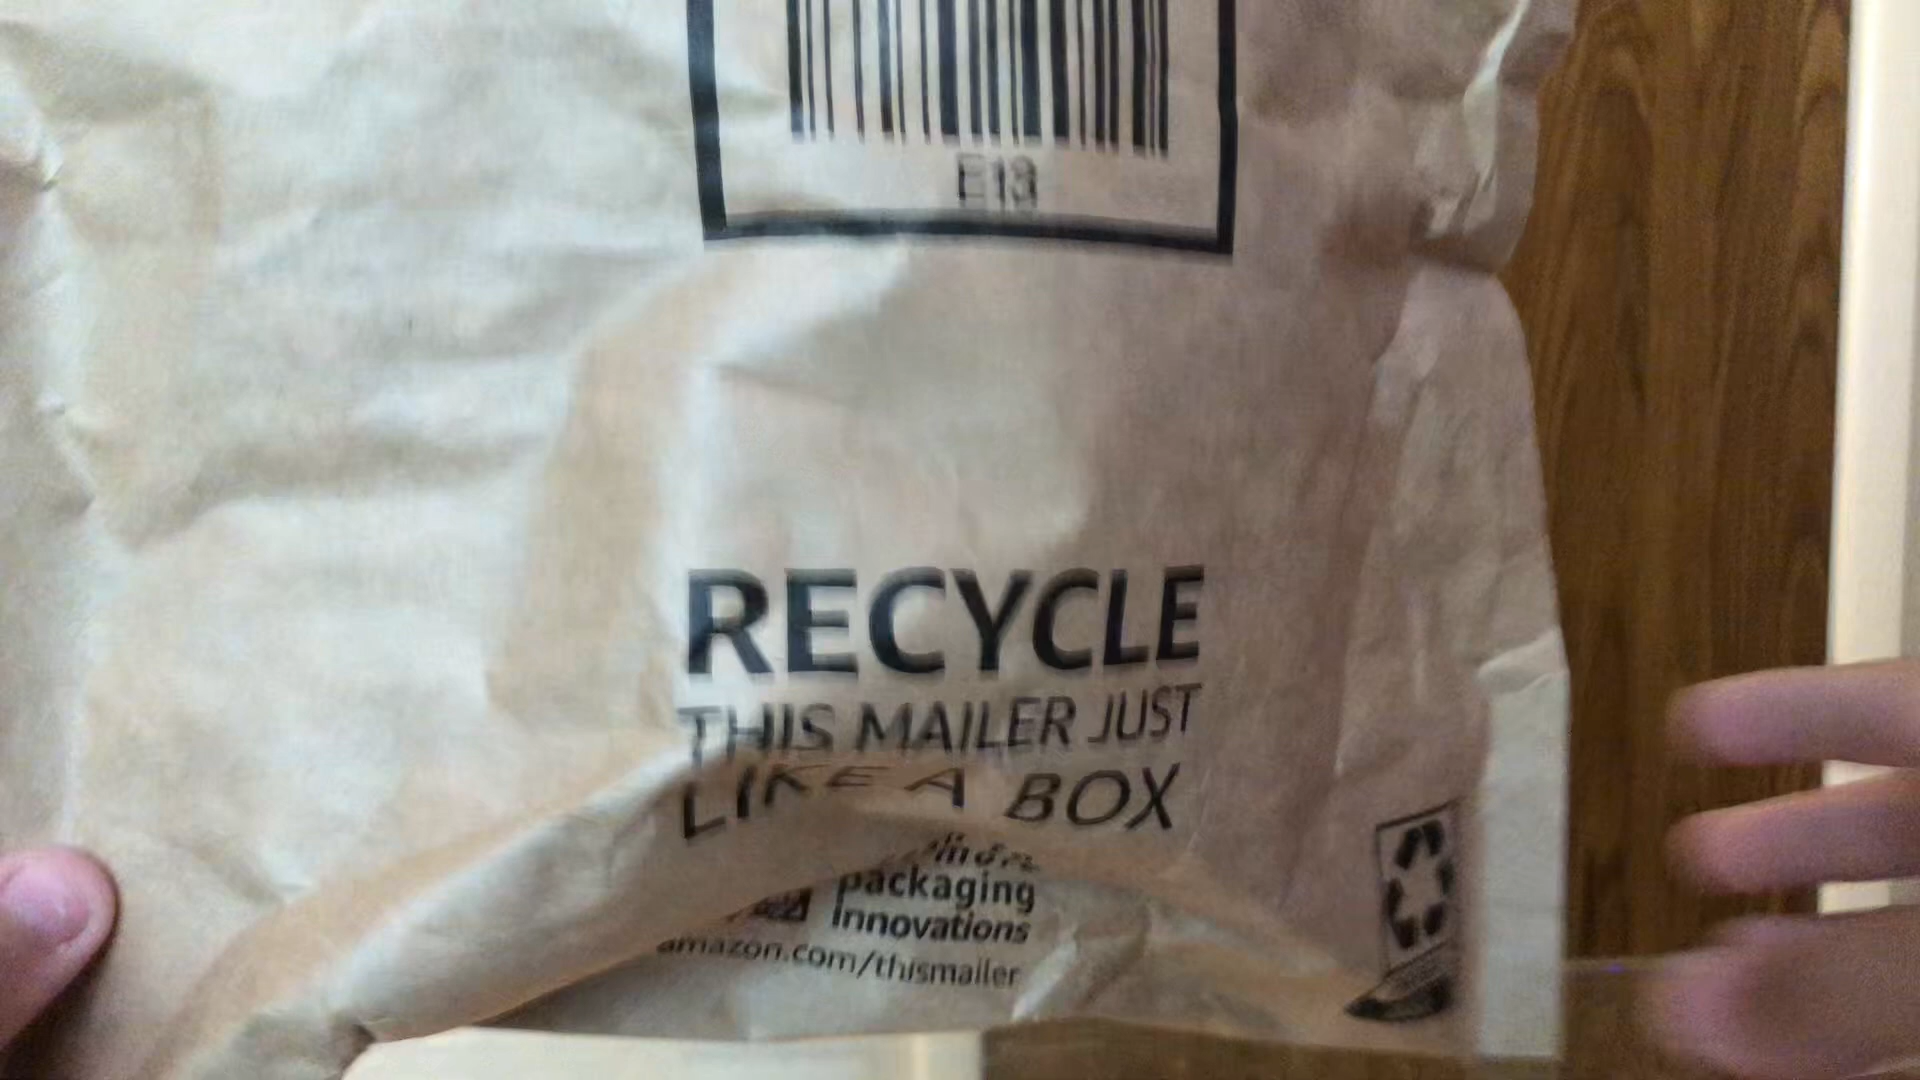 E13
RECYCLE
THIS MAILER JUST
LIKE A BOX
packaging
innovations
amazon.com/thismailer